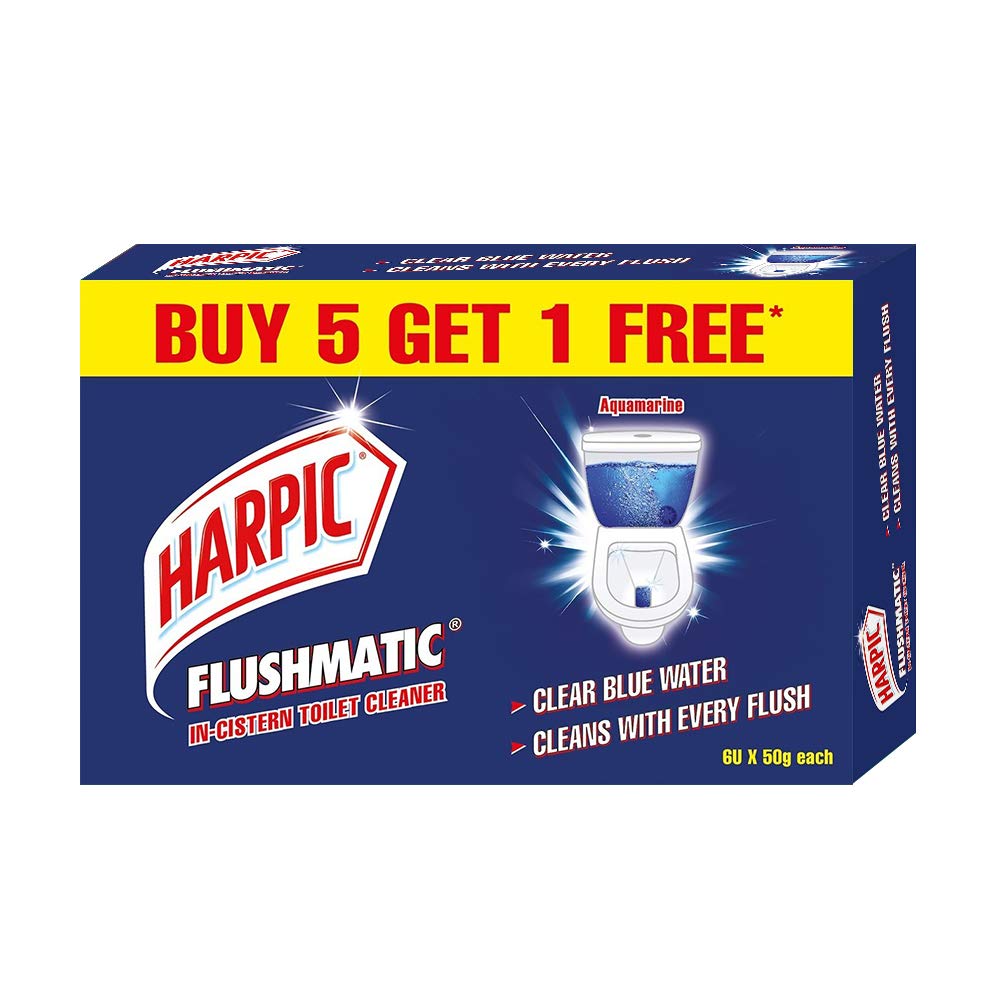 HARPIC
FLUSHMATIC
CLEAR BLUE WATER
CLEANS WITH EVERY FLUSH
Aquamarine
BUY 5 GET 1 FREE*
Aquamarine
HARPIC®
FLUSHMATIC®
IN-CISTERN TOILET CLEANER
CLEAR BLUE WATER
CLEANS WITH EVERY FLUSH
6U X 50g each
CLEAR BLUE WATER
CLEANS WITH EVERY FLUSH
HARPIC
FLUSHMATIC